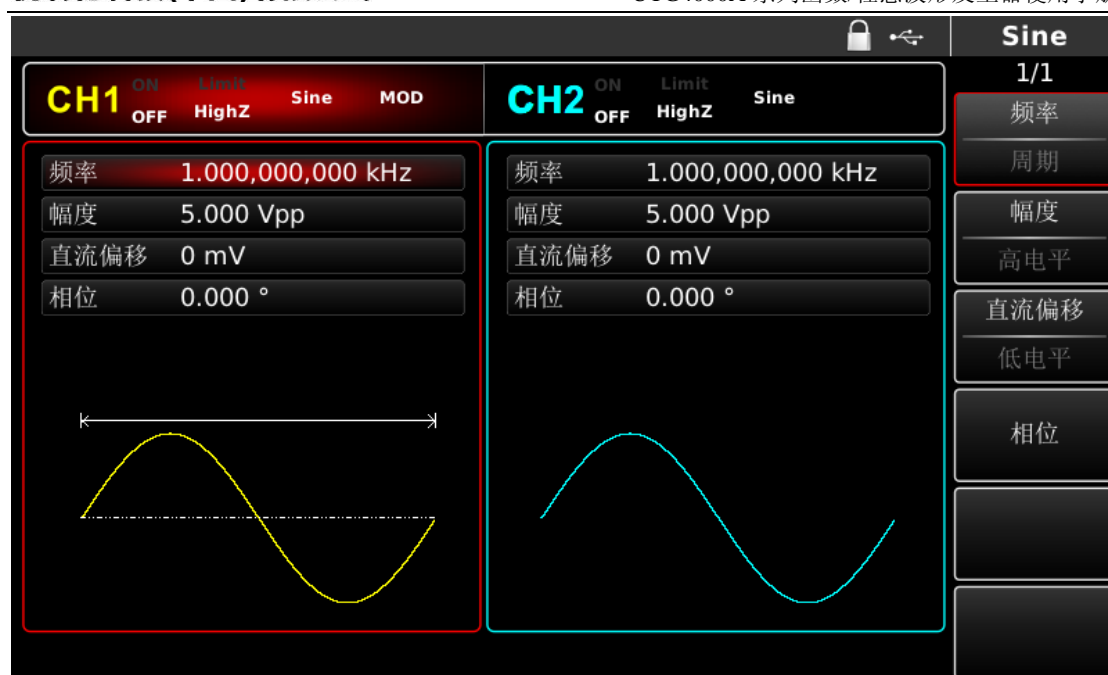 Sine
1/1
CH1 ON OFF Limit HighZ Sine MOD
CH2 ON OFF Limit HighZ Sine
频率 1.000,000,000 kHz
幅度 5.000 Vpp
直流偏移 0 mV
相位 0.000 °
频率 1.000,000,000 kHz
幅度 5.000 Vpp
直流偏移 0 mV
相位 0.000 °
频率
周期
幅度
高电平
直流偏移
低电平
相位